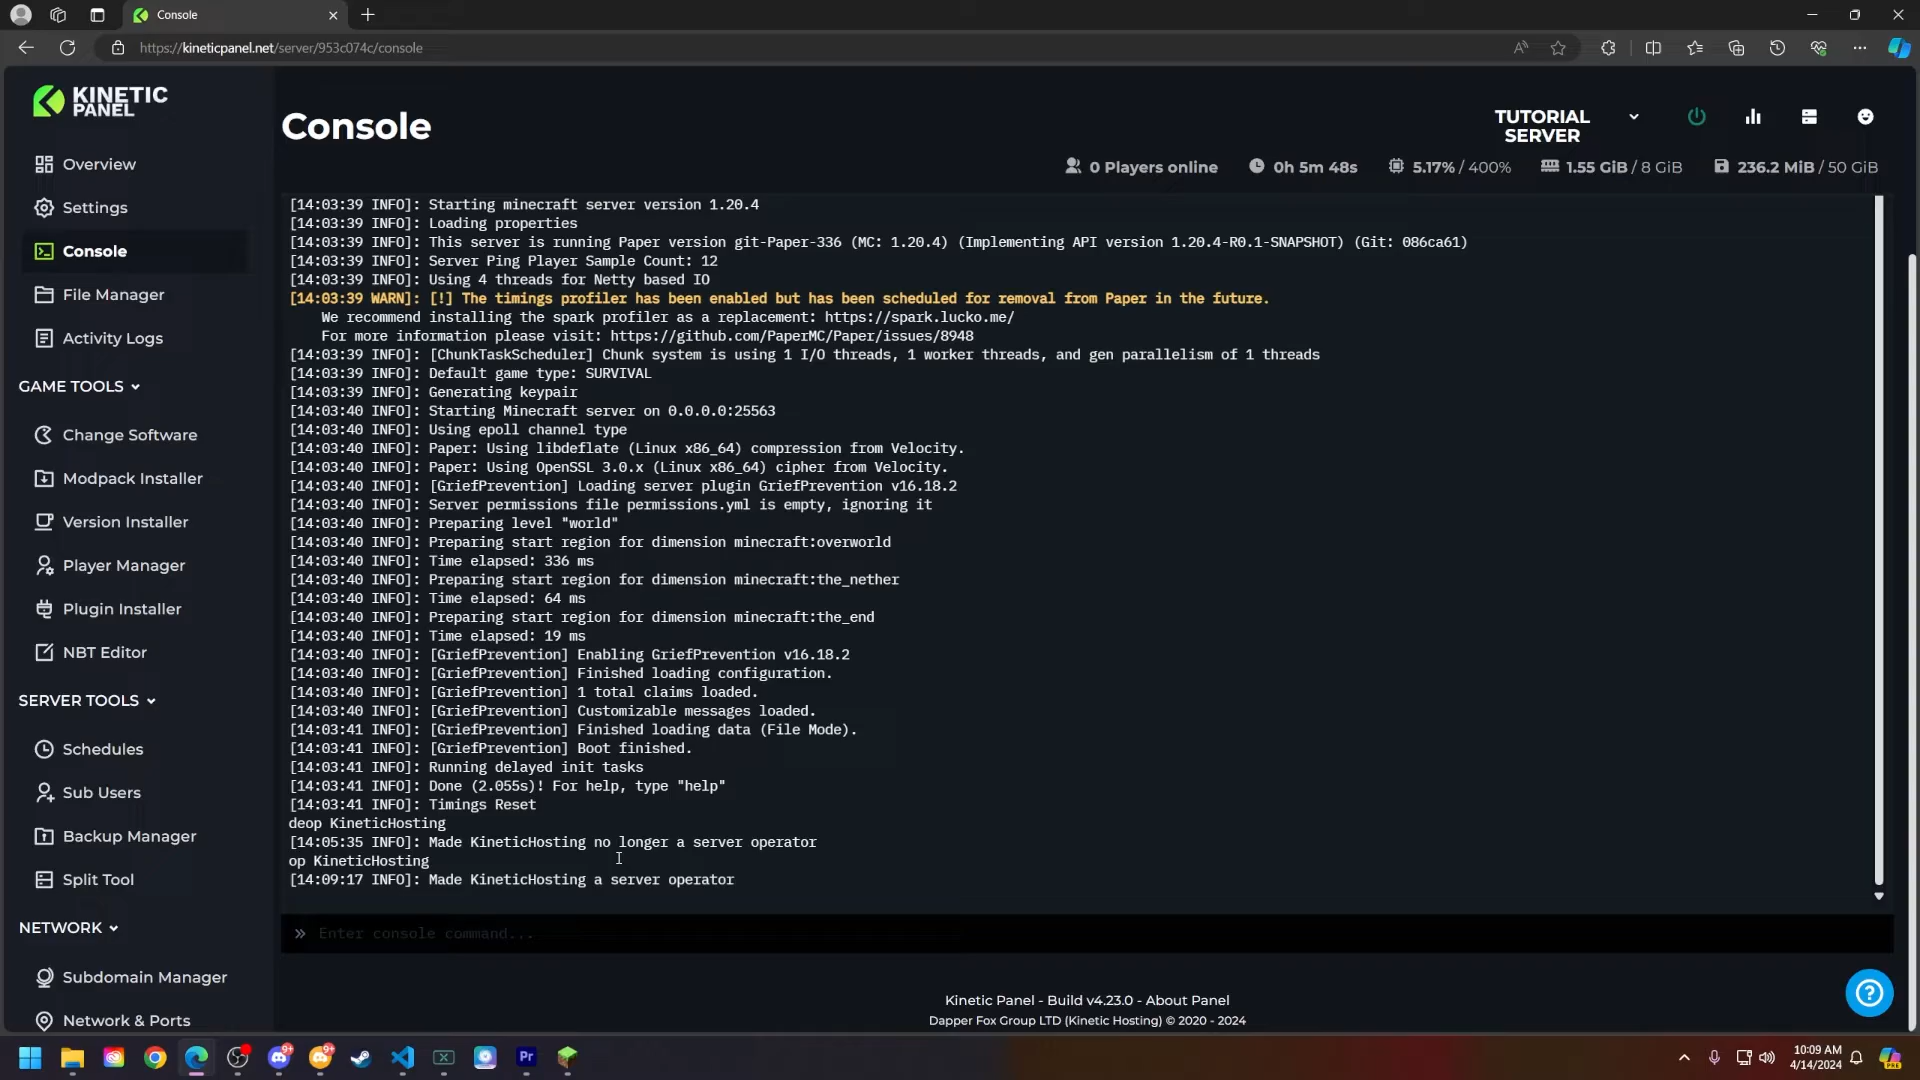 Console
https://kineticpanel.net/server/953c074c/console
KINETIC
PANEL
Overview
Settings
Console
File Manager
Activity Logs
GAME TOOLS
Change Software
Modpack Installer
Version Installer
Player Manager
Plugin Installer
NBT Editor
SERVER TOOLS
Schedules
Sub Users
Backup Manager
Split Tool
NETWORK
Subdomain Manager
Network & Ports
Console
TUTORIAL
SERVER
0 Players online 0h 5m 48s 5.17% / 400% 1.55 GiB / 8 GiB 236.2 MiB / 50 GiB
[14:03:39 INFO]: Starting minecraft server version 1.20.4
[14:03:39 INFO]: Loading properties
[14:03:39 INFO]: This server is running Paper version git-Paper-336 (MC: 1.20.4) (Implementing API version 1.20.4-R0.1-SNAPSHOT) (Git: 086ca61)
[14:03:39 INFO]: Server Ping Player Sample Count: 12
[14:03:39 INFO]: Using 4 threads for Netty based IO
[14:03:39 WARN]: [!] The timings profiler has been enabled but has been scheduled for removal from Paper in the future.
We recommend installing the spark profiler as a replacement: https://spark.lucko.me/
For more information please visit: https://github.com/PaperMC/Paper/issues/8948
[14:03:39 INFO]: [ChunkTaskScheduler] Chunk system is using 1 I/O threads, 1 worker threads, and gen parallelism of 1 threads
[14:03:39 INFO]: Default game type: SURVIVAL
[14:03:39 INFO]: Generating keypair
[14:03:40 INFO]: Starting Minecraft server on 0.0.0.0:25563
[14:03:40 INFO]: Using epoll channel type
[14:03:40 INFO]: Paper: Using libdeflate (Linux x86_64) compression from Velocity.
[14:03:40 INFO]: Paper: Using OpenSSL 3.0.x (Linux x86_64) cipher from Velocity.
[14:03:40 INFO]: [GriefPrevention] Loading server plugin GriefPrevention v16.18.2
[14:03:40 INFO]: Server permissions file permissions.yml is empty, ignoring it
[14:03:40 INFO]: Preparing level "world"
[14:03:40 INFO]: Preparing start region for dimension minecraft:overworld
[14:03:40 INFO]: Time elapsed: 336 ms
[14:03:40 INFO]: Preparing start region for dimension minecraft:the_nether
[14:03:40 INFO]: Time elapsed: 64 ms
[14:03:40 INFO]: Preparing start region for dimension minecraft:the_end
[14:03:40 INFO]: Time elapsed: 19 ms
[14:03:40 INFO]: [GriefPrevention] Enabling GriefPrevention v16.18.2
[14:03:40 INFO]: [GriefPrevention] Finished loading configuration.
[14:03:40 INFO]: [GriefPrevention] 1 total claims loaded.
[14:03:40 INFO]: [GriefPrevention] Customizable messages loaded.
[14:03:41 INFO]: [GriefPrevention] Finished loading data (File Mode).
[14:03:41 INFO]: [GriefPrevention] Boot finished.
[14:03:41 INFO]: Running delayed init tasks
[14:03:41 INFO]: Done (2.055s)! For help, type "help"
[14:03:41 INFO]: Timings Reset
deop KineticHosting
[14:05:35 INFO]: Made KineticHosting no longer a server operator
op KineticHosting
[14:09:17 INFO]: Made KineticHosting a server operator
» Enter console command...
Kinetic Panel - Build v4.23.0 - About Panel
Dapper Fox Group LTD (Kinetic Hosting) © 2020 - 2024
9+
9+
Pr
10:09 AM
4/14/2024
PRE